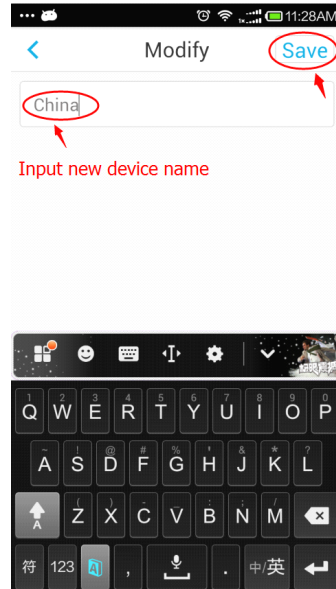 11:28AM
Modify Save
China
Input new device name
1 2 3 4 5 6 7 8 9 0
Q W E R T Y U I O P
~ ! @ # % ' & * ?
A S D F G H J K L
( ) - _ : ; /
A Z X C V B N M
符 123 , . 中/英